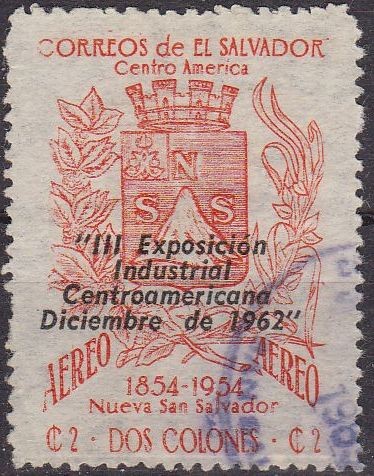 CORREOS de EL SALVADOR
Centro America
N
S S
"III Exposición
Industrial
Centroamericana
Diciembre de 1962"
AEREO AEREO
1854-1954
Nueva San Salvador
₡2 · DOS COLONES · ₡2